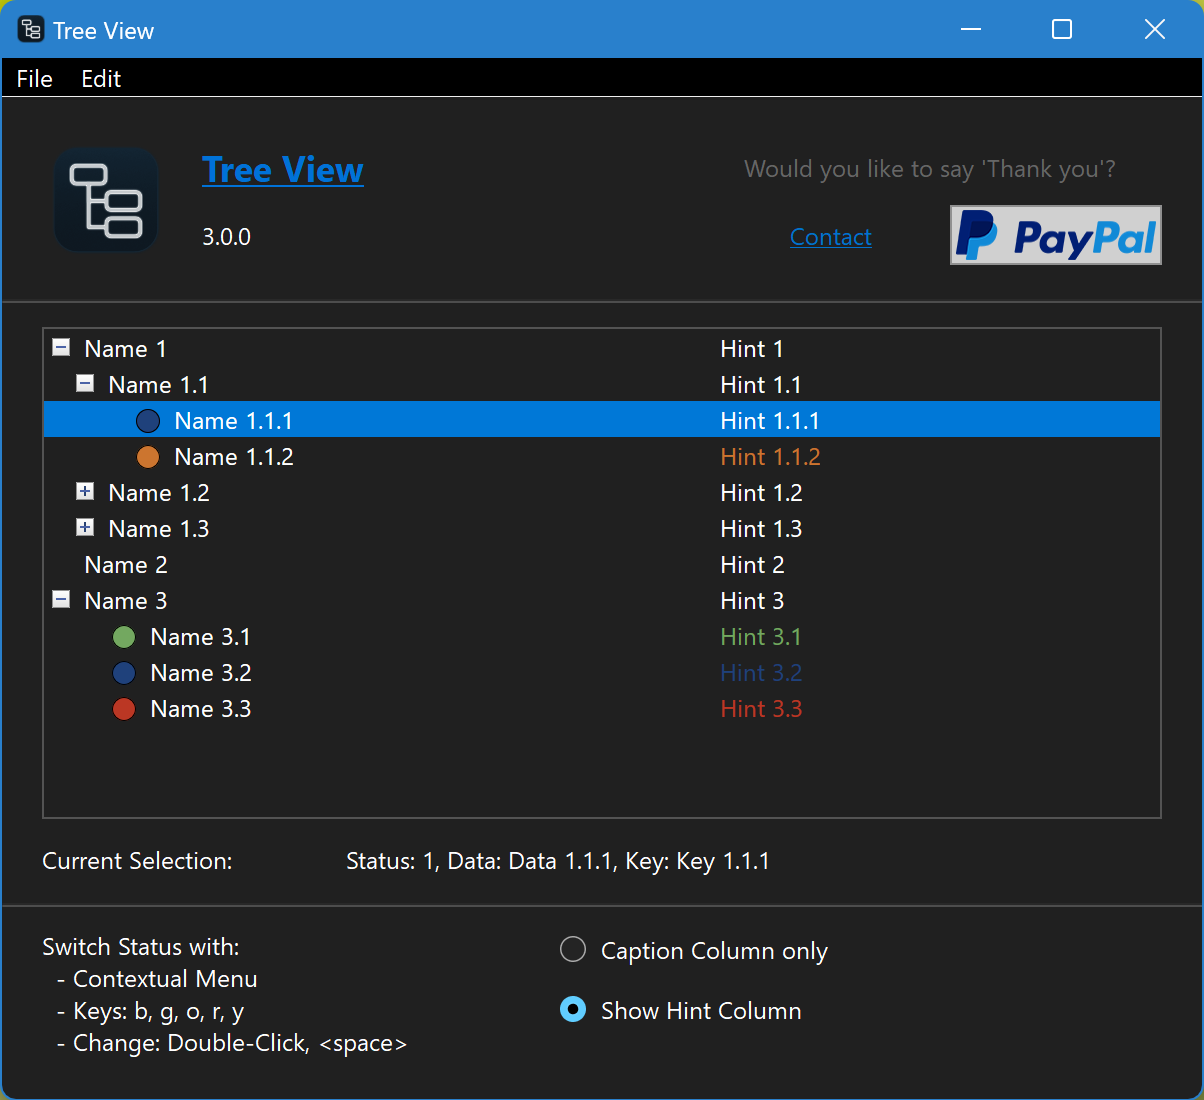 Tree View
File Edit
Tree View
Would you like to say 'Thank you'?
3.0.0
Contact
PayPal
Name 1 Hint 1
Name 1.1 Hint 1.1
Name 1.1.1 Hint 1.1.1
Name 1.1.2 Hint 1.1.2
Name 1.2 Hint 1.2
Name 1.3 Hint 1.3
Name 2 Hint 2
Name 3 Hint 3
Name 3.1 Hint 3.1
Name 3.2 Hint 3.2
Name 3.3 Hint 3.3
Current Selection: Status: 1, Data: Data 1.1.1, Key: Key 1.1.1
Switch Status with:
- Contextual Menu
- Keys: b, g, o, r, y
- Change: Double-Click, <space>
Caption Column only
Show Hint Column